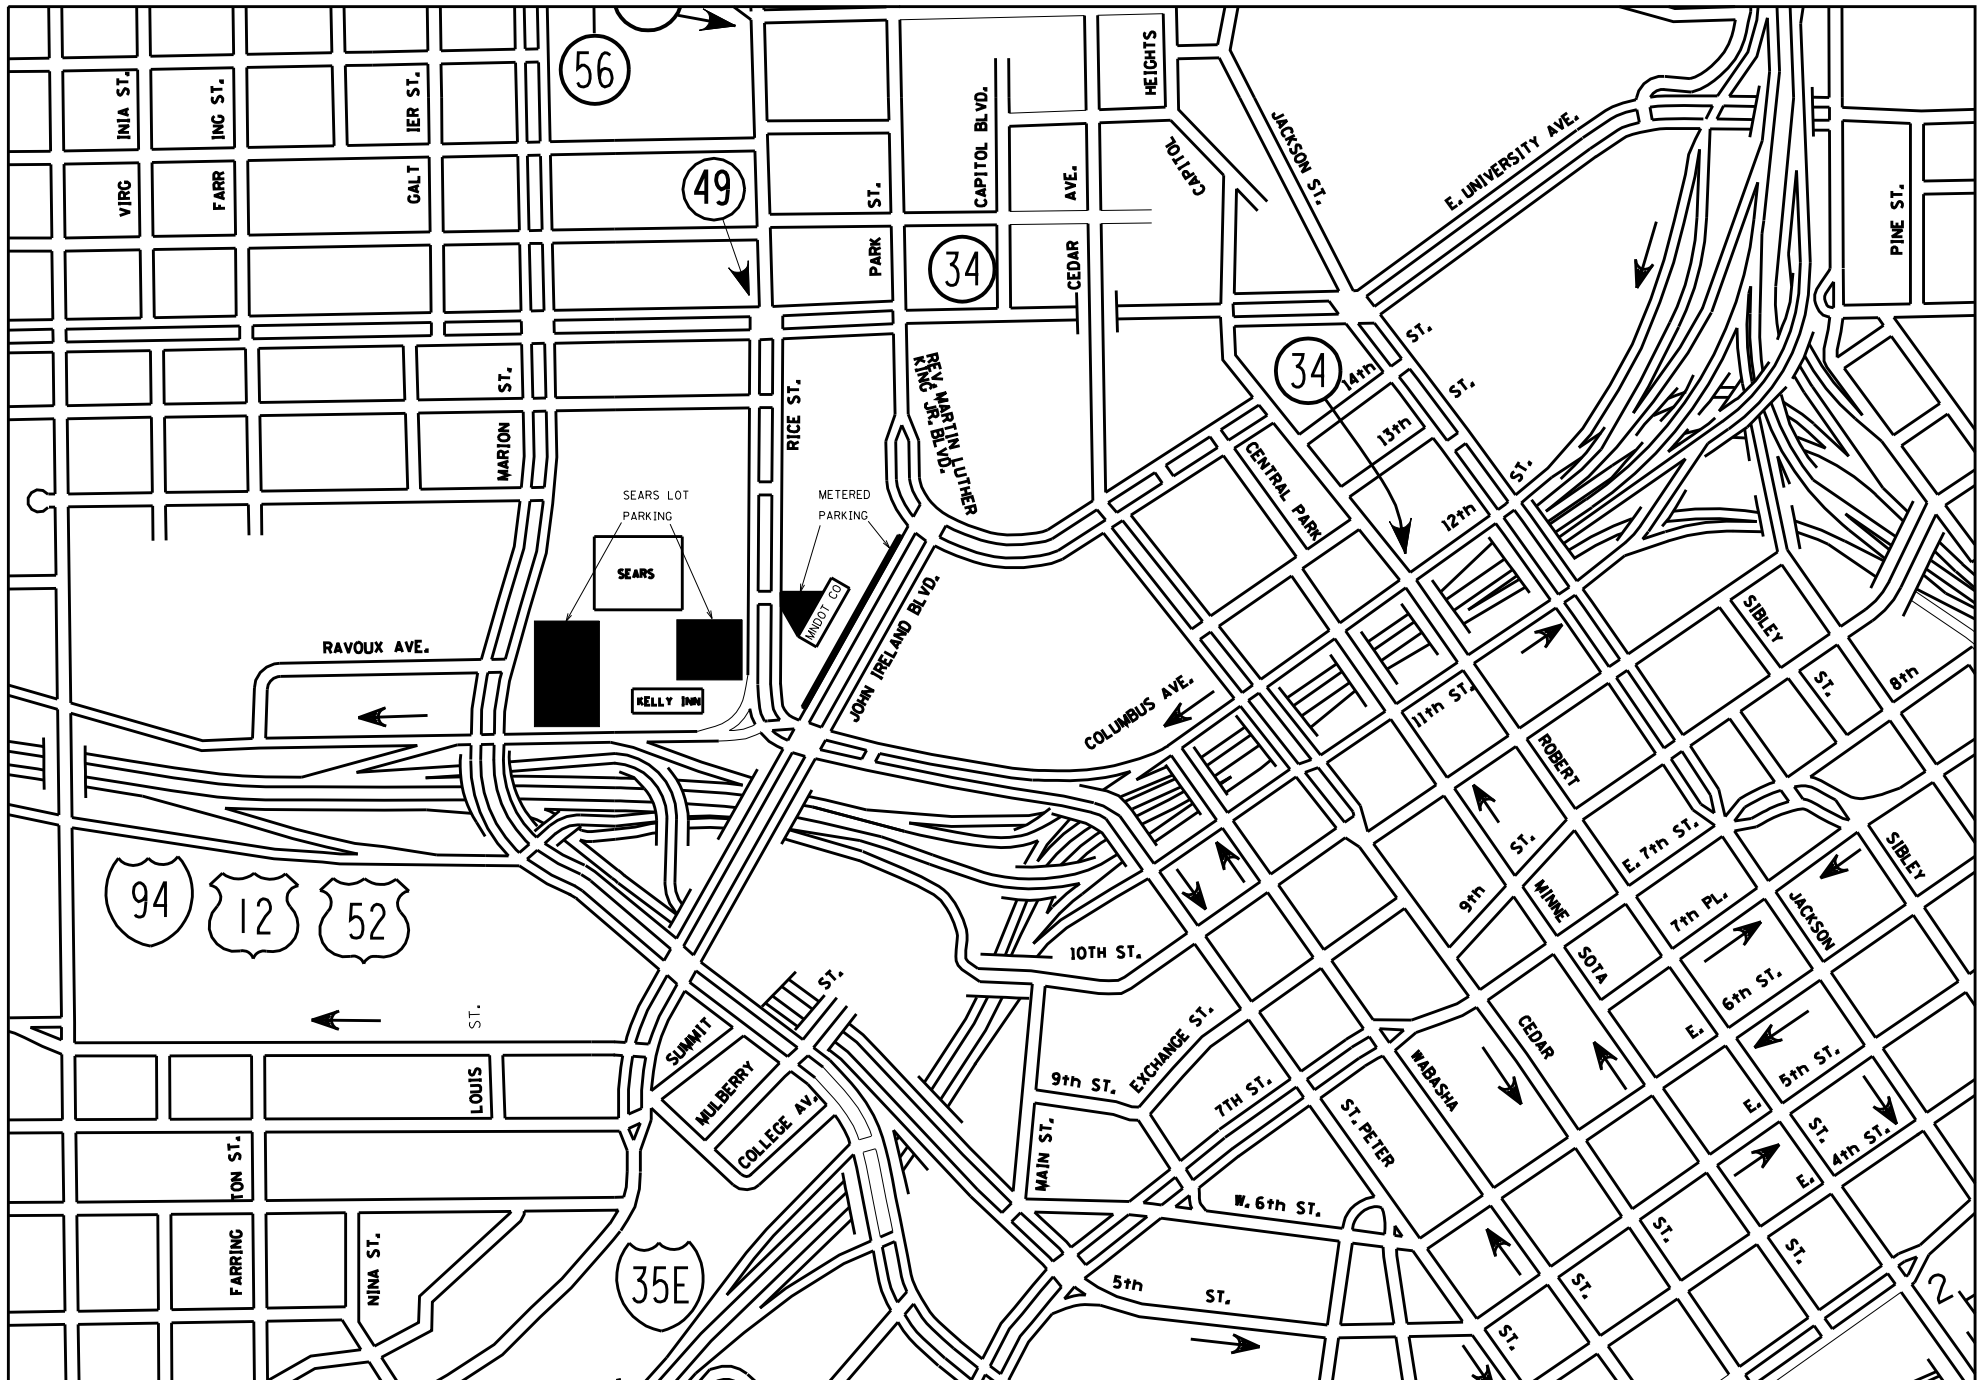 56
HEIGHTS
INIA ST.
ING ST.
IER ST.
CAPITOL BLVD.
JACKSON ST.
E. UNIVERSITY AVE.
VIRG
FARR
GALT
49
ST.
AVE.
CAPITOL
PINE ST.
PARK
34
CEDAR
ST.
34
14th
ST.
ST.
RICE ST.
REV. MARTIN LUTHER
KING JR. BLVD.
13th
MARION
CENTRAL PARK
ST.
12th
SEARS LOT
PARKING
METERED
PARKING
SEARS
MNDOT CO
JOHN IRELAND BLVD.
SIBLEY
ST.
8th
RAVOUX AVE.
KELLY INN
COLUMBUS AVE.
11th ST.
ROBERT
ST.
E. 7th ST.
SIBLEY
94
12
52
9th
MINNE
SOTA
7th PL.
JACKSON
10TH ST.
ST.
6th ST.
ST.
SUMMIT
EXCHANGE ST.
CEDAR
E.
5th ST.
LOUIS
MULBERRY
COLLEGE AV.
9th ST.
7TH ST.
ST. PETER
WABASHA
E.
ST.
4th ST.
TON ST.
MAIN ST.
W. 6th ST.
E.
FARRING
NINA ST.
35E
5th
ST.
ST.
ST.
ST.
ST.
2